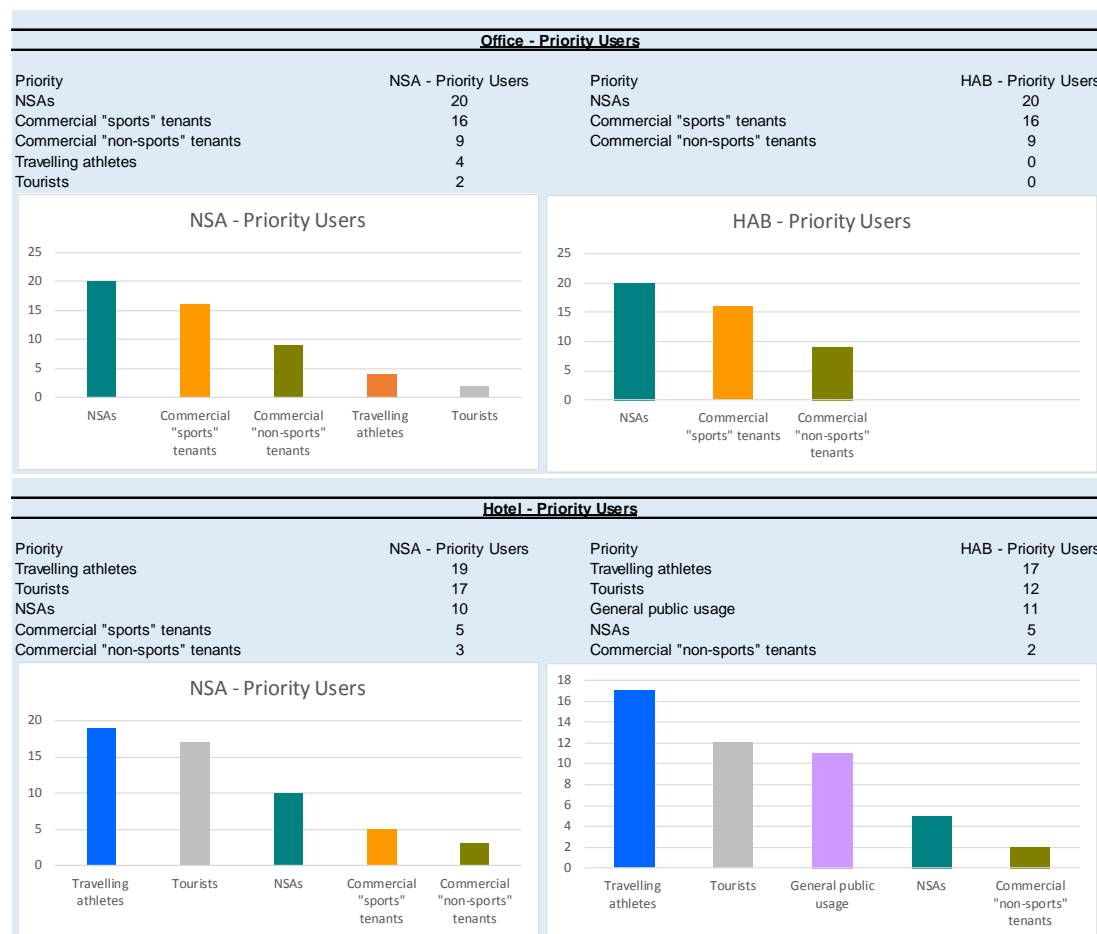 Office - Priority Users
Priority NSA - Priority Users Priority HAB - Priority Users
NSAs 20 NSAs 20
Commercial "sports" tenants 16 Commercial "sports" tenants 16
Commercial "non-sports" tenants 9 Commercial "non-sports" tenants 9
Travelling athletes 4 0
Tourists 2 0
NSA - Priority Users
25
20
15
10
5
0
NSAs Commercial "sports" tenants Commercial "non-sports" tenants Travelling athletes Tourists
HAB - Priority Users
25
20
15
10
5
0
NSAs Commercial "sports" tenants Commercial "non-sports" tenants
Hotel - Priority Users
Priority NSA - Priority Users Priority HAB - Priority Users
Travelling athletes 19 Travelling athletes 17
Tourists 17 Tourists 12
NSAs 10 General public usage 11
Commercial "sports" tenants 5 NSAs 5
Commercial "non-sports" tenants 3 Commercial "non-sports" tenants 2
NSA - Priority Users
20
15
10
5
0
Travelling athletes Tourists NSAs Commercial "sports" tenants Commercial "non-sports" tenants
18
16
14
12
10
8
6
4
2
0
Travelling athletes Tourists General public usage NSAs Commercial "non-sports" tenants